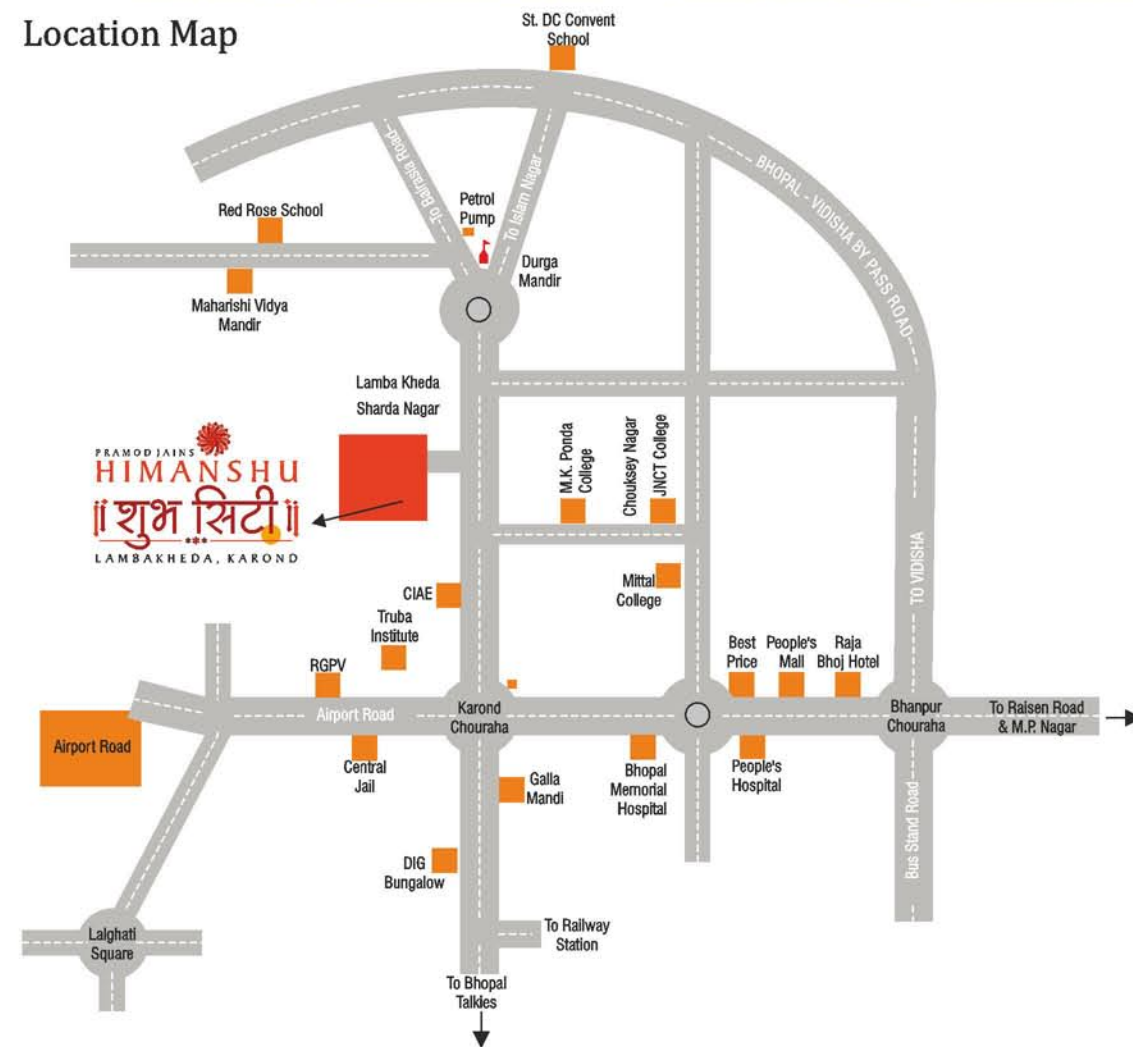 Location Map
St. DC Convent
School
To Bairasia Road
To Islam Nagar
BHOPAL - VIDISHA BY PASS ROAD
Petrol
Pump
Red Rose School
Durga
Mandir
Maharishi Vidya
Mandir
Lamba Kheda
Sharda Nagar
PRAMOD JAINS
HIMANSHU
शुभ सिटी
LAMBAKHEDA, KAROND
M.K. Ponda
College
Chouksey Nagar
JNCT College
CIAE
Mittal
College
TO VIDISHA
Truba
Institute
RGPV
Best
Price
People's
Mall
Raja
Bhoj Hotel
Airport Road
Karond
Chouraha
Bhanpur
Chouraha
To Raisen Road
& M.P. Nagar
Airport Road
Central
Jail
Galla
Mandi
Bhopal
Memorial
Hospital
People's
Hospital
Bus Stand Road
DIG
Bungalow
Lalghati
Square
To Railway
Station
To Bhopal
Talkies